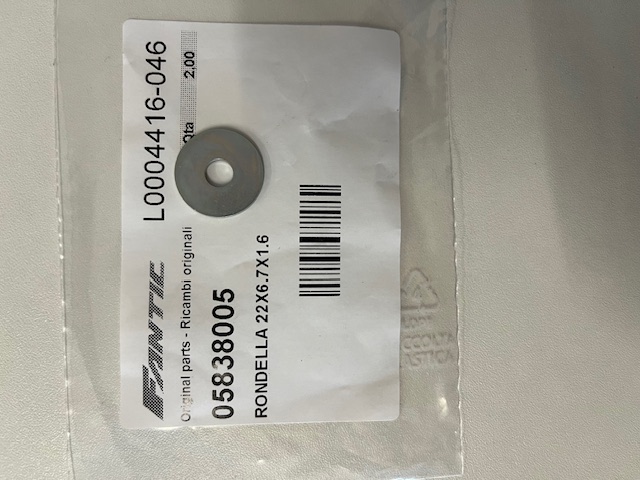 FANTIC
L0004416-046
Original parts - Ricambi originali
Qta 2,00
05838005
RONDELLA 22X6.7X1.6